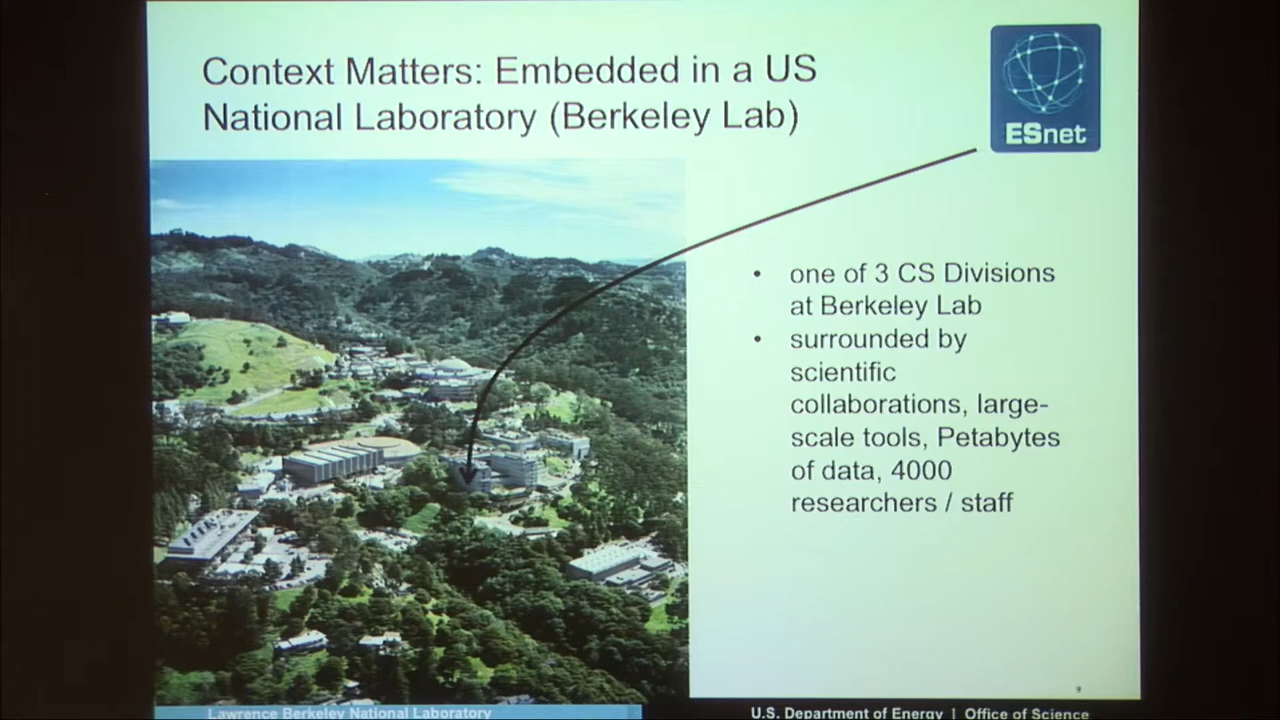 Context Matters: Embedded in a US
National Laboratory (Berkeley Lab)
ESnet
• one of 3 CS Divisions
at Berkeley Lab
• surrounded by
scientific
collaborations, large-
scale tools, Petabytes
of data, 4000
researchers / staff
9
Lawrence Berkeley National Laboratory
U.S. Department of Energy | Office of Science